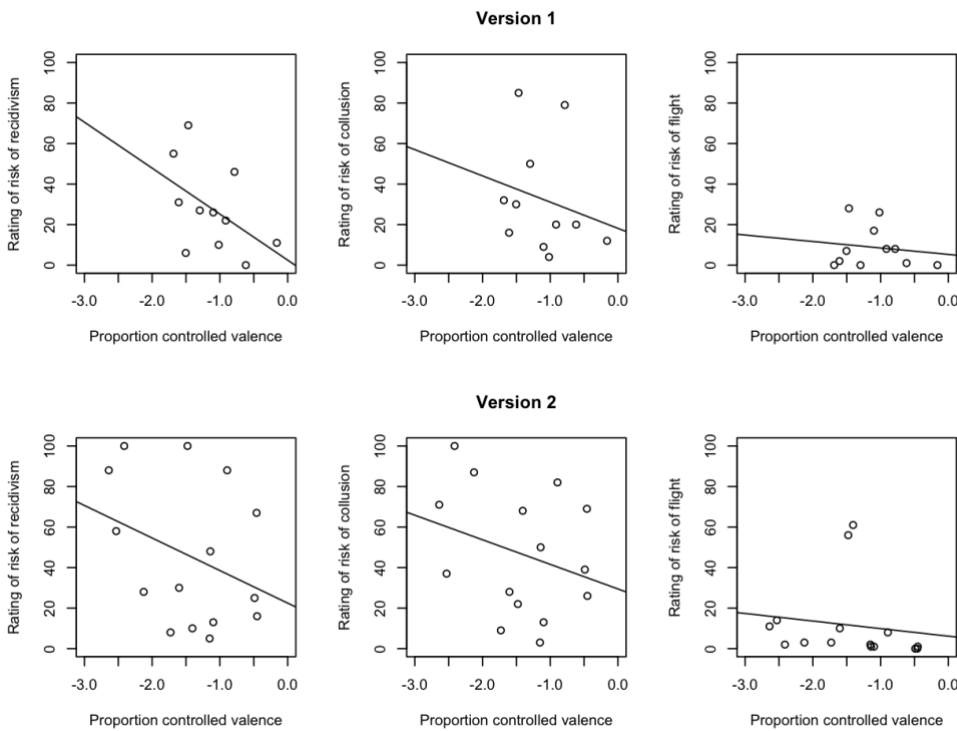 Version 1
Rating of risk of recidivism
100
80
60
40
20
0
-3.0 -2.0 -1.0 0.0
Proportion controlled valence
Rating of risk of collusion
100
80
60
40
20
0
-3.0 -2.0 -1.0 0.0
Proportion controlled valence
Rating of risk of flight
100
80
60
40
20
0
-3.0 -2.0 -1.0 0.0
Proportion controlled valence
Version 2
Rating of risk of recidivism
100
80
60
40
20
0
-3.0 -2.0 -1.0 0.0
Proportion controlled valence
Rating of risk of collusion
100
80
60
40
20
0
-3.0 -2.0 -1.0 0.0
Proportion controlled valence
Rating of risk of flight
100
80
60
40
20
0
-3.0 -2.0 -1.0 0.0
Proportion controlled valence